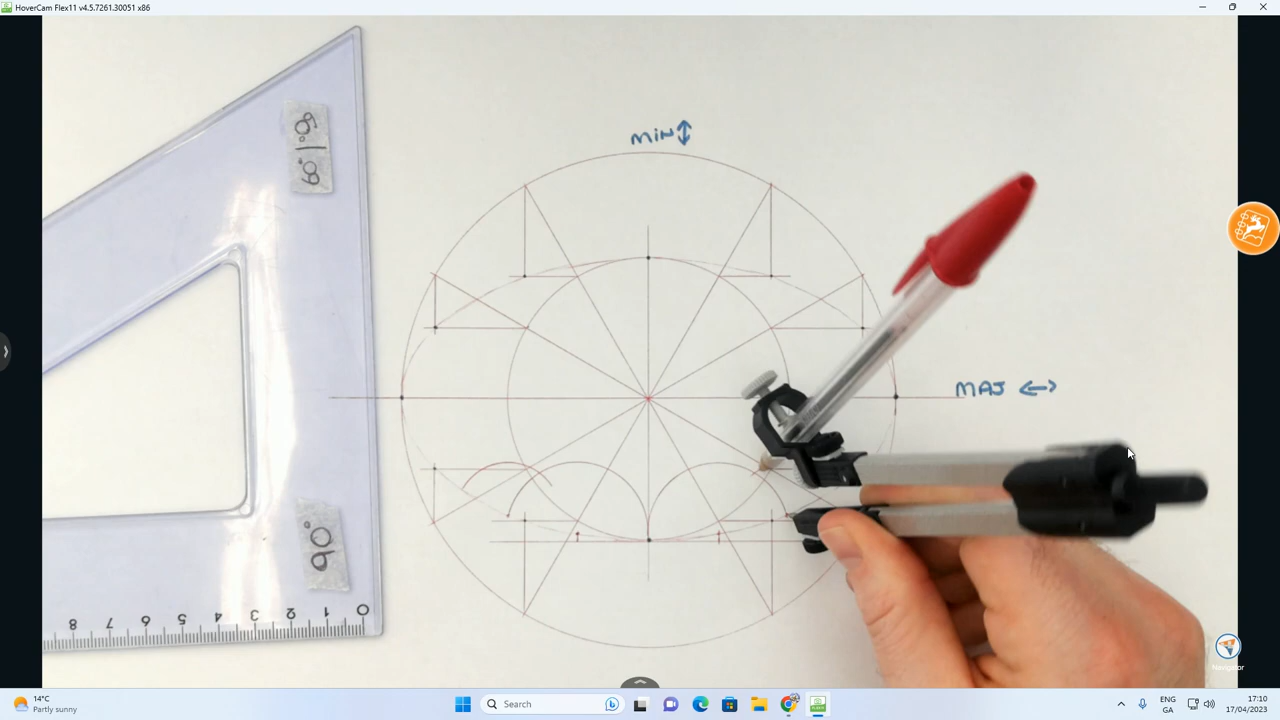 HoverCam Flex11 v4.5.7261.30051 x86
60.|30
MIN ↕
MAJ ↔
90.
8 7 6 5 4 3 2 1 0
Navigator
14°C
Partly sunny
Search
ENG
GA
17:10
17/04/2023